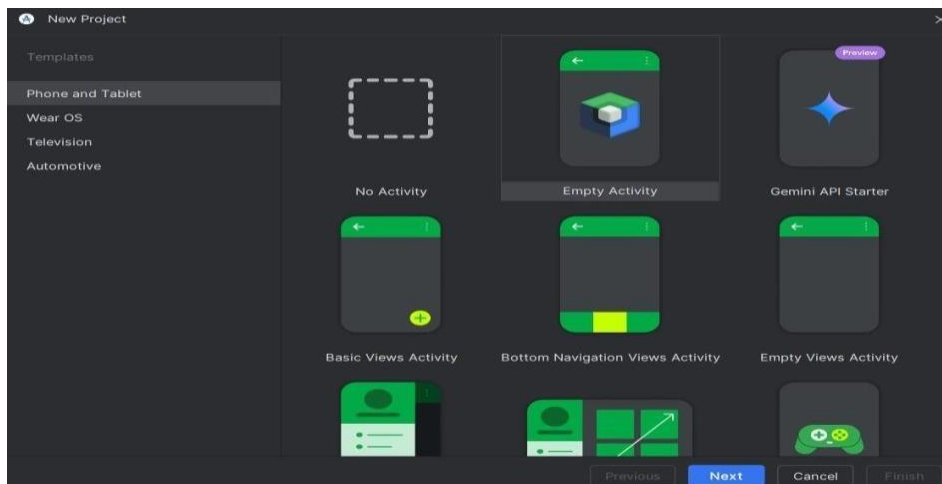 New Project
Templates
Phone and Tablet
Wear OS
Television
Automotive
Preview
No Activity
Empty Activity
Gemini API Starter
Basic Views Activity
Bottom Navigation Views Activity
Empty Views Activity
Previous
Next
Cancel
Finish